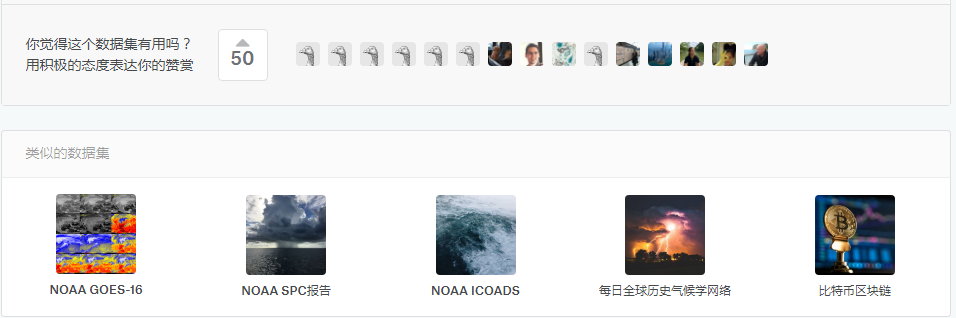 你觉得这个数据集有用吗？
用积极的态度表达你的赞赏
50
类似的数据集
NOAA GOES-16
NOAA SPC报告
NOAA ICOADS
每日全球历史气候学网络
比特币区块链